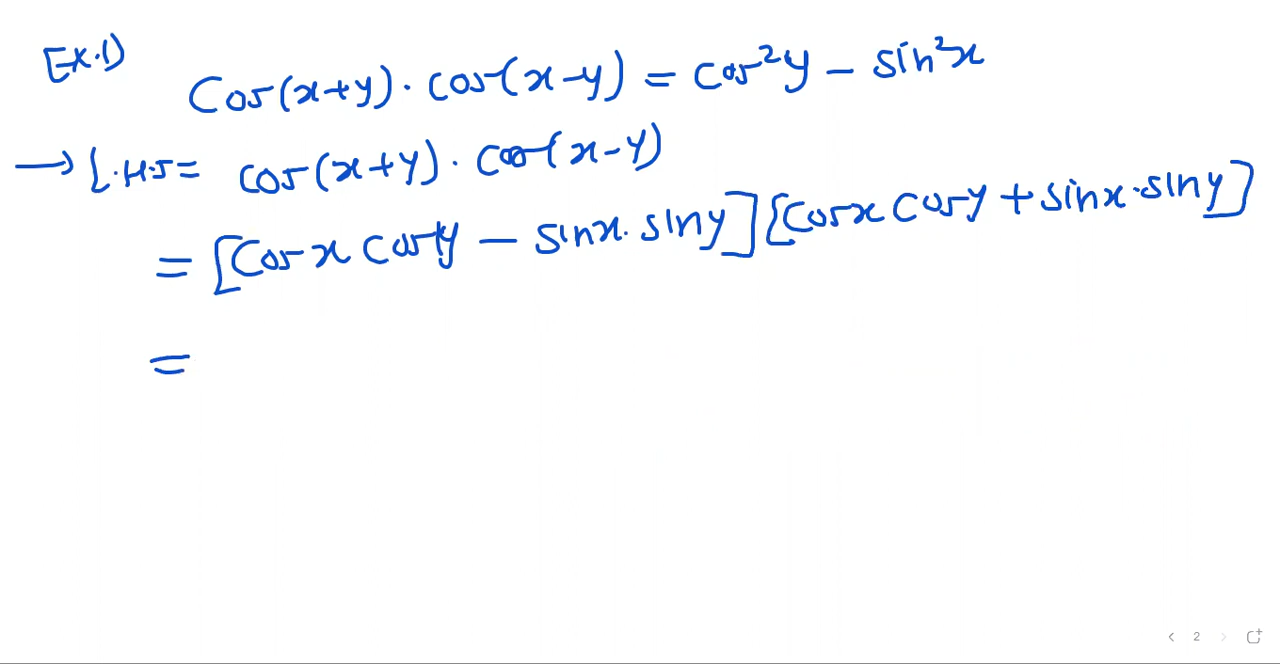 Ex.1)
cos(x+y)·cos(x-y) = cos²y - sin²x
→ L.H.S = cos(x+y)·cos(x-y)
= [cosx cosy - sinx·siny][cosx cosy + sinx·siny]
=
< 2 >